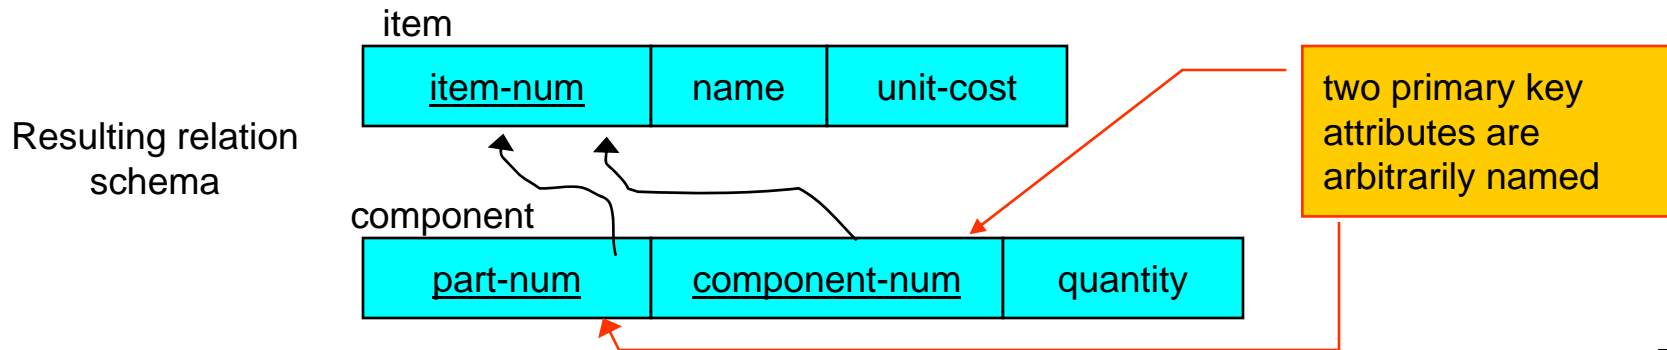 item
item-num name unit-cost
Resulting relation
schema
component
part-num component-num quantity
two primary key
attributes are
arbitrarily named